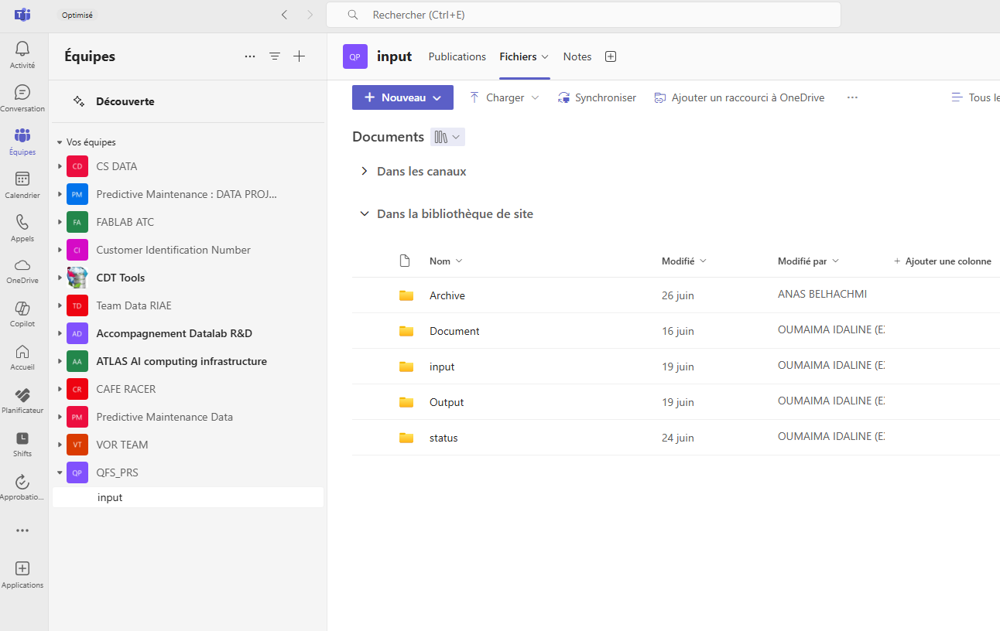 Optimisé
Rechercher (Ctrl+E)
Activité
Conversation
Équipes
Calendrier
Appels
OneDrive
Copilot
Accueil
Planificateur
Shifts
Approbatio...
Applications
Équipes
Découverte
Vos équipes
CD CS DATA
PM Predictive Maintenance : DATA PROJ...
FA FABLAB ATC
CI Customer Identification Number
CDT Tools
TD Team Data RIAE
AD Accompagnement Datalab R&D
AA ATLAS AI computing infrastructure
CR CAFE RACER
PM Predictive Maintenance Data
VT VOR TEAM
QP QFS_PRS
input
QP input Publications Fichiers Notes
Nouveau Charger Synchroniser Ajouter un raccourci à OneDrive ... Tous le
Documents
Dans les canaux
Dans la bibliothèque de site
Nom Modifié Modifié par + Ajouter une colonne
Archive 26 juin ANAS BELHACHMI
Document 16 juin OUMAIMA IDALINE (E
input 19 juin OUMAIMA IDALINE (E
Output 19 juin OUMAIMA IDALINE (E
status 24 juin OUMAIMA IDALINE (E